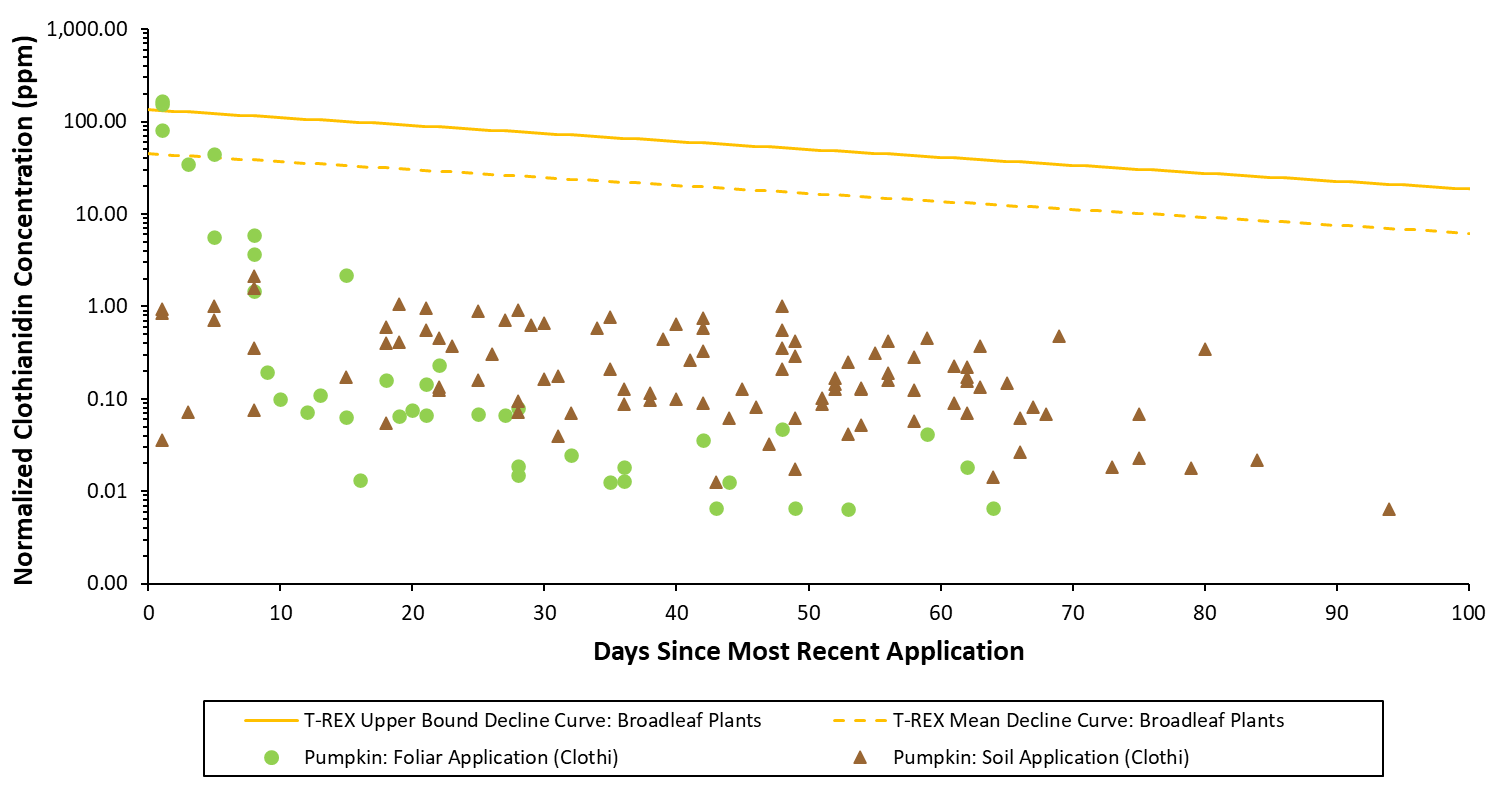 Normalized Clothianidin Concentration (ppm)
1,000.00
100.00
10.00
1.00
0.10
0.01
0.00
0 10 20 30 40 50 60 70 80 90 100
Days Since Most Recent Application
T-REX Upper Bound Decline Curve: Broadleaf Plants
T-REX Mean Decline Curve: Broadleaf Plants
Pumpkin: Foliar Application (Clothi)
Pumpkin: Soil Application (Clothi)